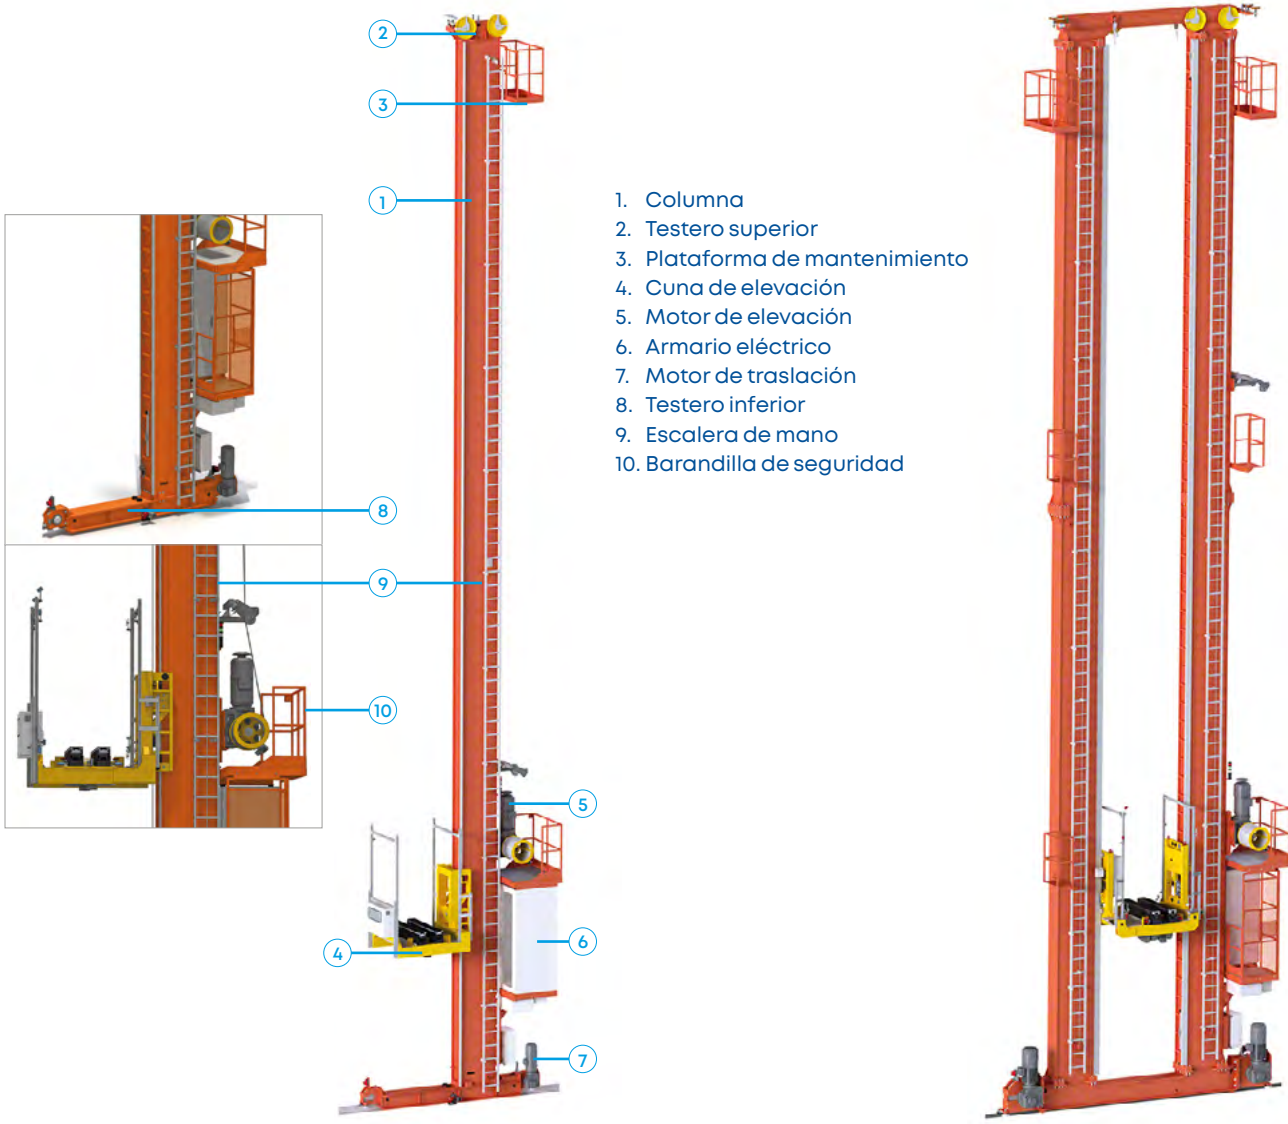 2
3
1
1. Columna
2. Testero superior
3. Plataforma de mantenimiento
4. Cuna de elevación
5. Motor de elevación
6. Armario eléctrico
7. Motor de traslación
8. Testero inferior
9. Escalera de mano
10. Barandilla de seguridad
8
9
10
5
6
4
7